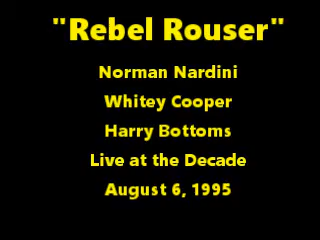 "Rebel Rouser"
Norman Nardini
Whitey Cooper
Harry Bottoms
Live at the Decade
August 6, 1995